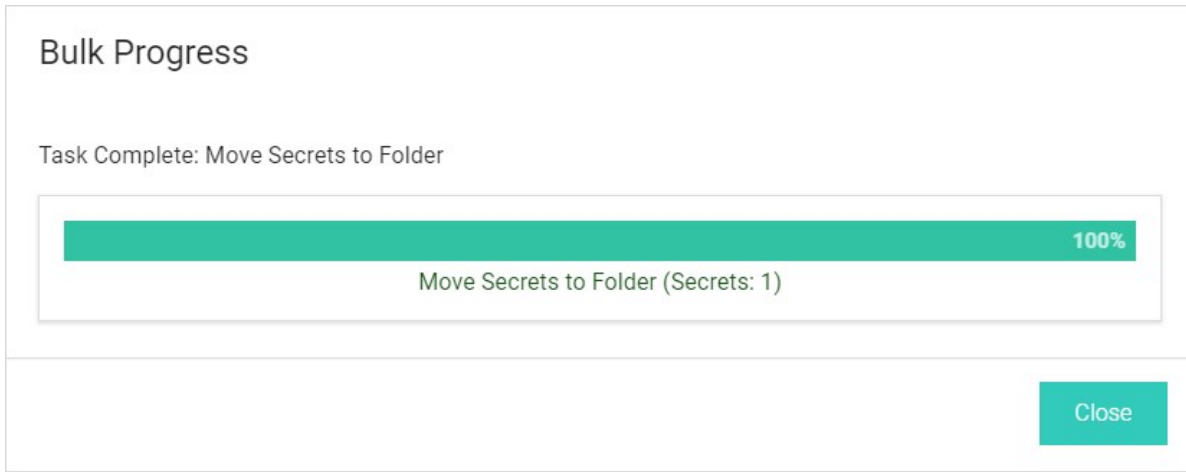 Bulk Progress
Task Complete: Move Secrets to Folder
100%
Move Secrets to Folder (Secrets: 1)
Close